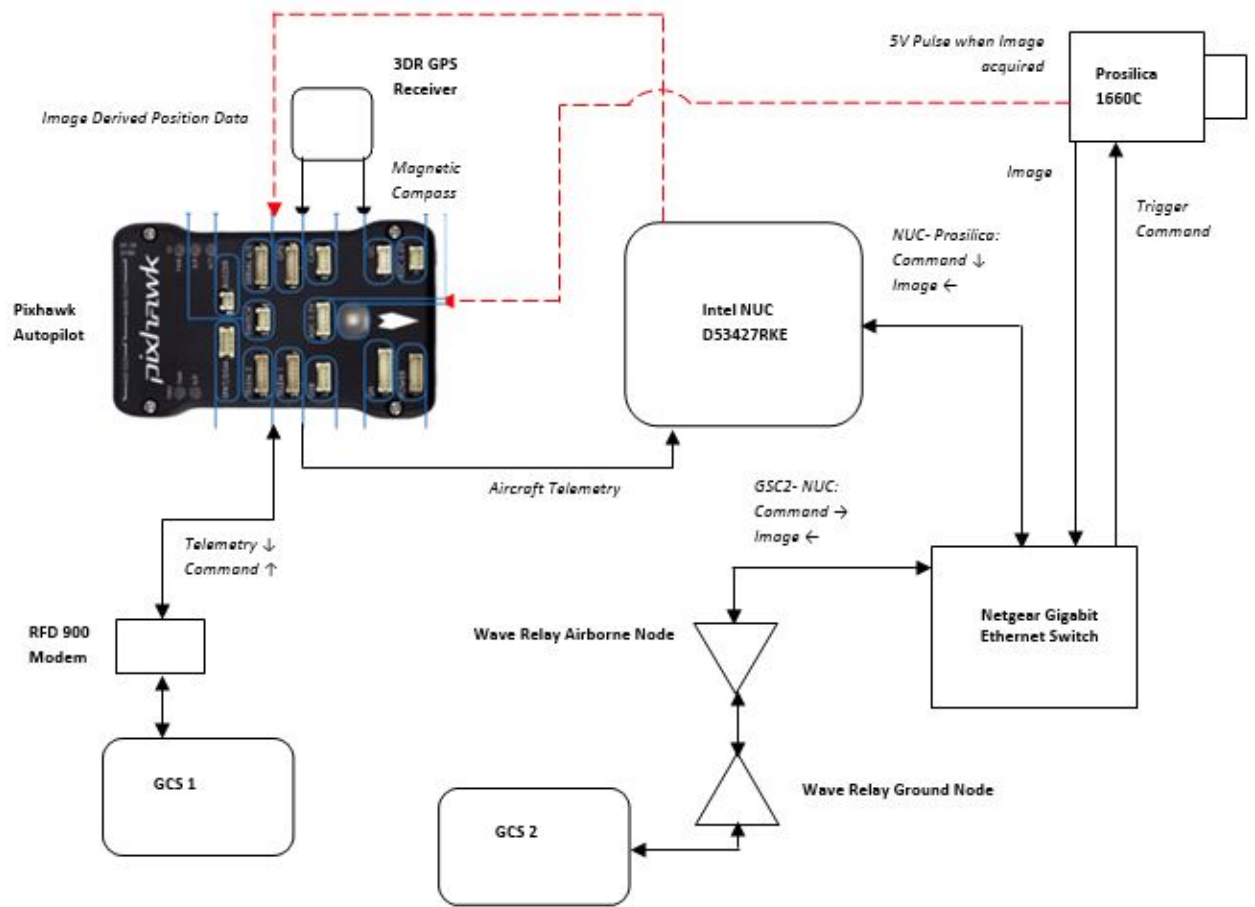 5V Pulse when Image
acquired
Prosilica
1660C
3DR GPS
Receiver
Image Derived Position Data
Magnetic
Compass
Image
Trigger
Command
NUC- Prosilica:
Command ↓
Image ←
Pixhawk
Autopilot
pixhawk
Intel NUC
D53427RKE
Aircraft Telemetry
GSC2- NUC:
Command →
Image ←
Telemetry ↓
Command ↑
RFD 900
Modem
Wave Relay Airborne Node
Netgear Gigabit
Ethernet Switch
GCS 1
Wave Relay Ground Node
GCS 2